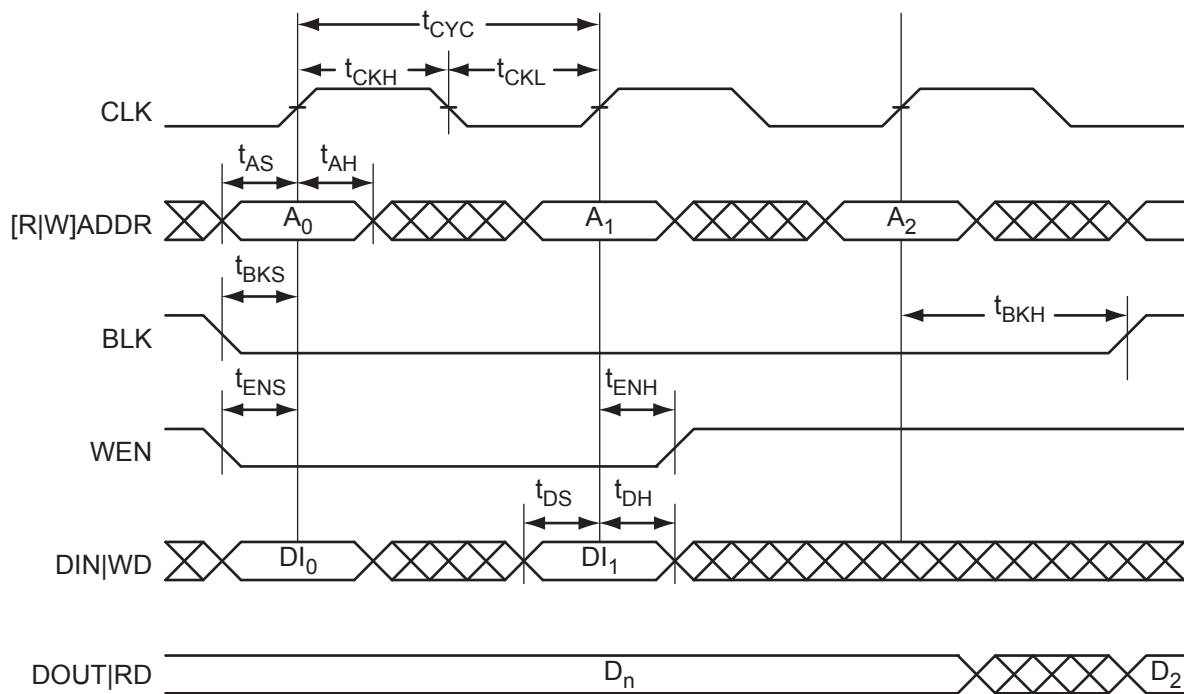 tCYC
tCKH tCKL
CLK
tAS tAH
[R|W]ADDR A0 A1 A2
tBKS
tBKH
BLK
tENS tENH
WEN
tDS tDH
DIN|WD DI0 DI1
DOUT|RD Dn D2